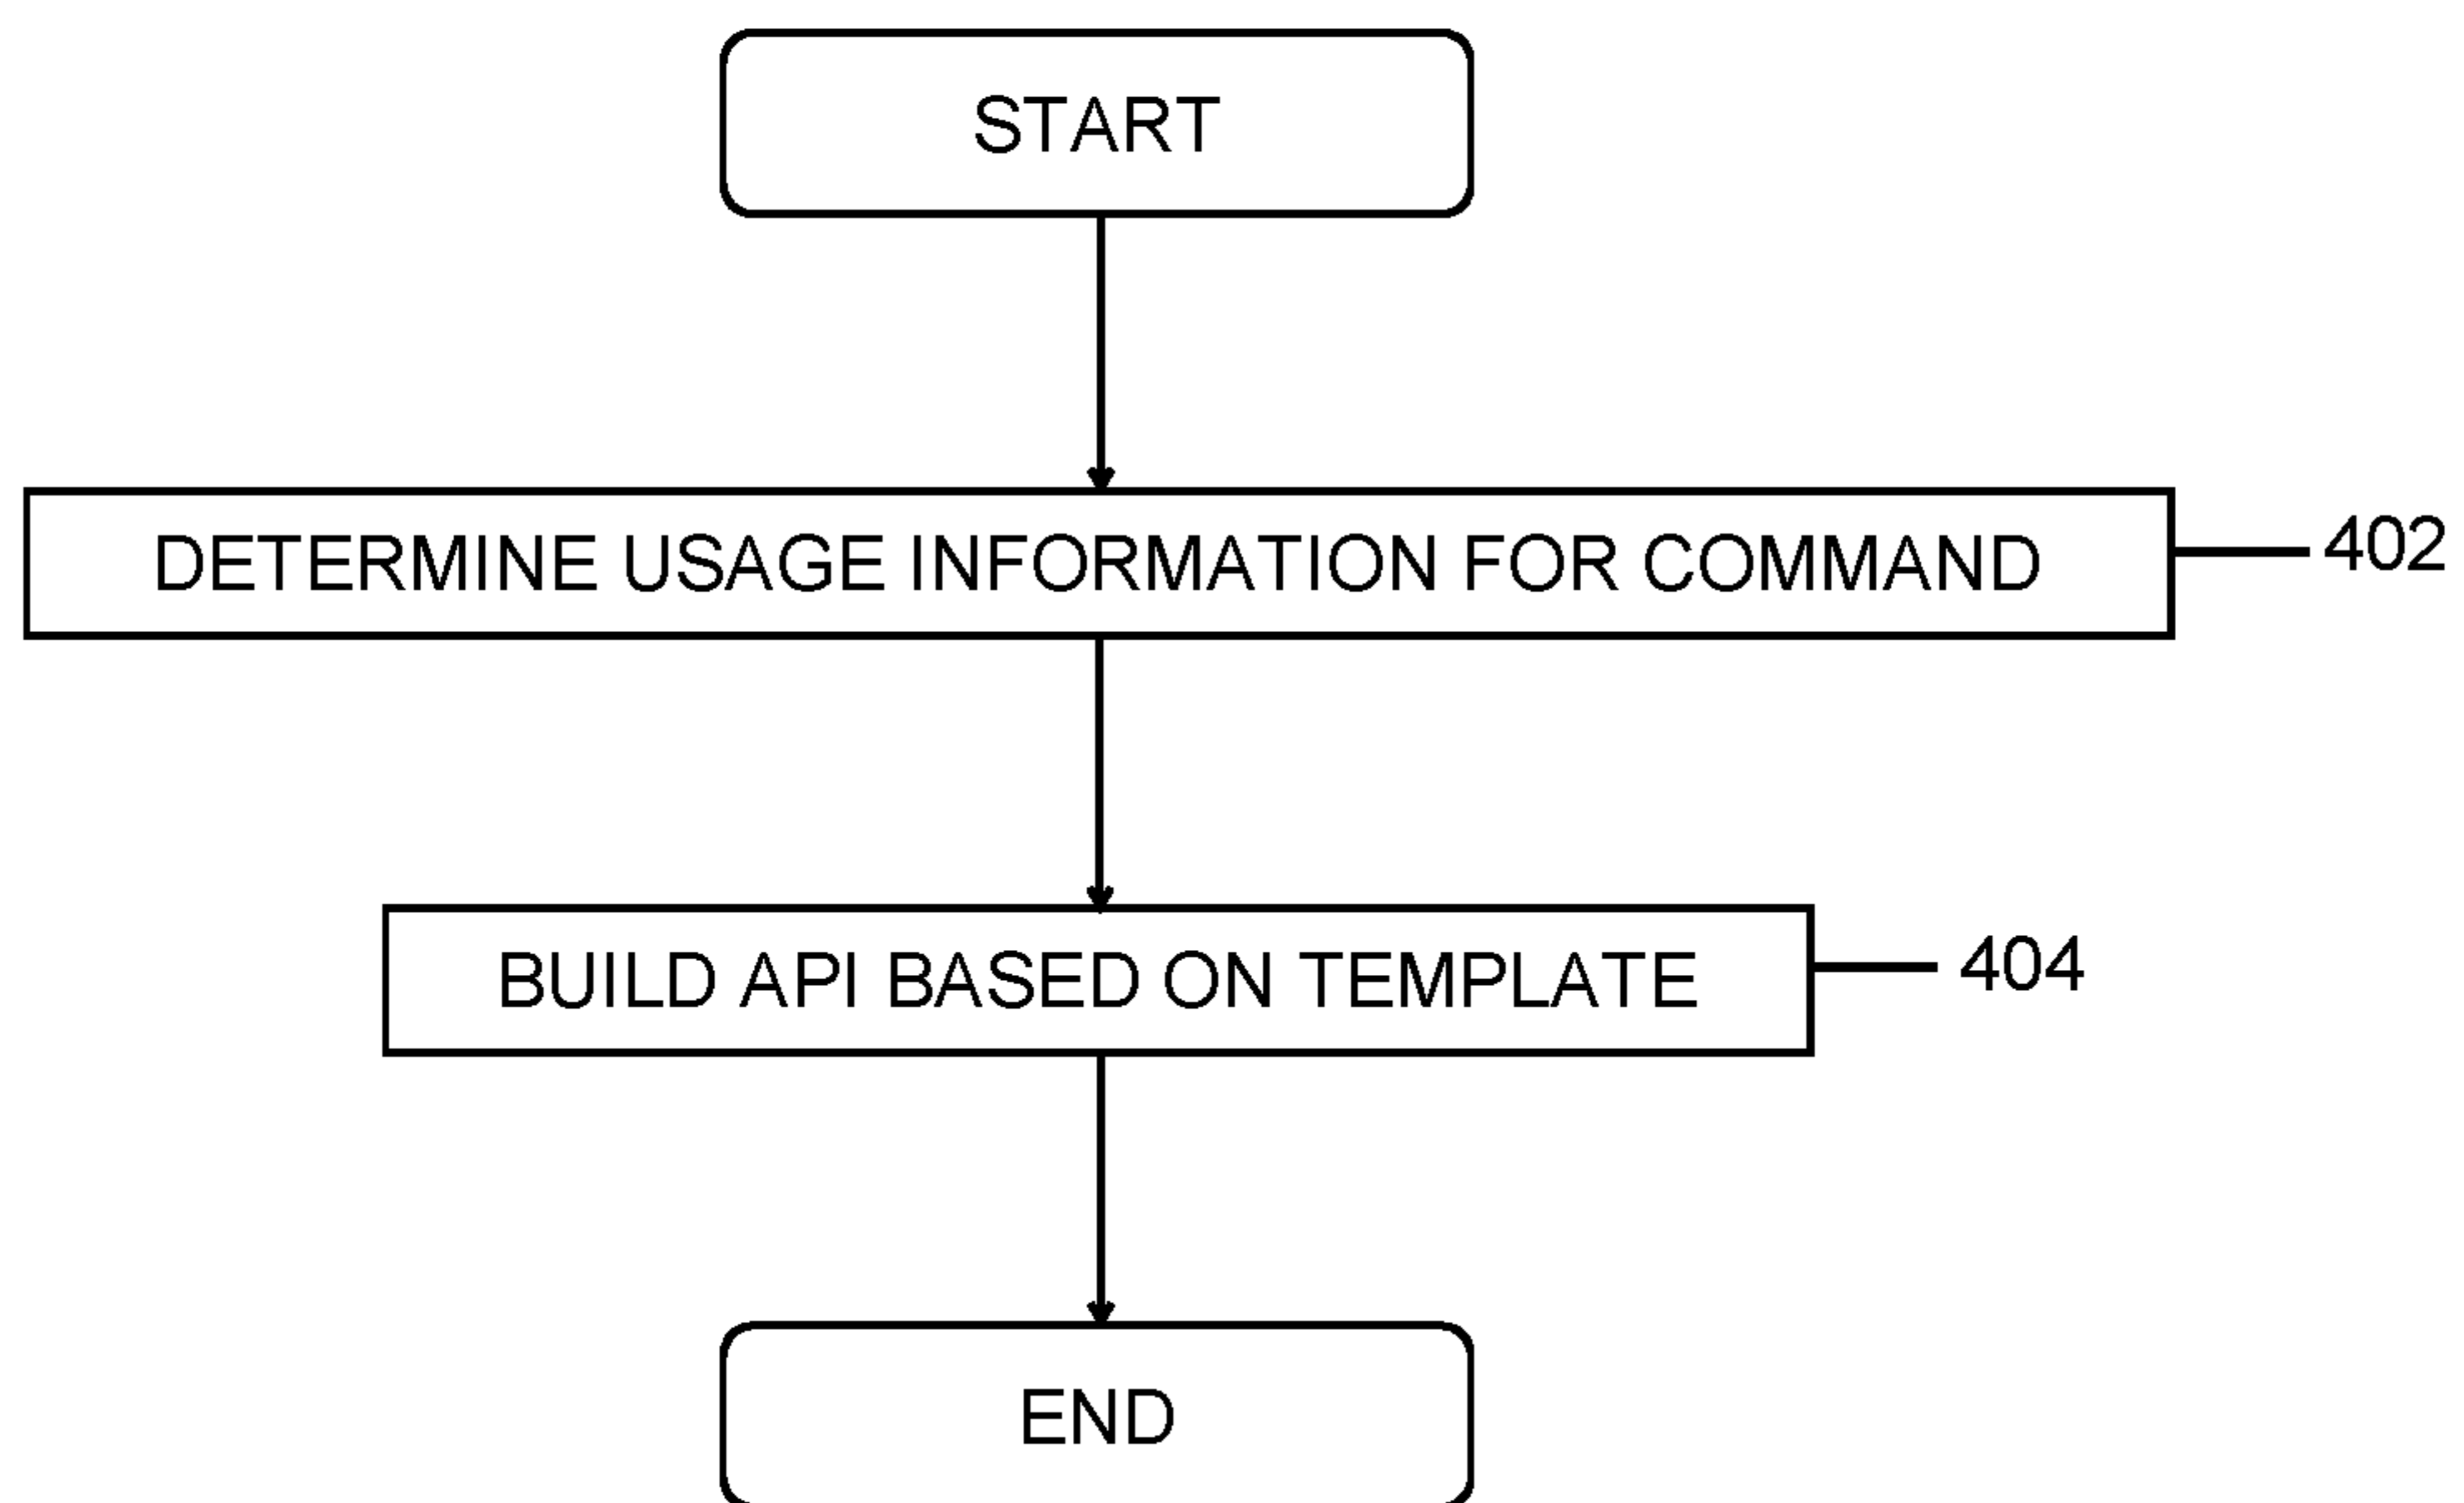 START
DETERMINE USAGE INFORMATION FOR COMMAND
402
BUILD API BASED ON TEMPLATE
404
END